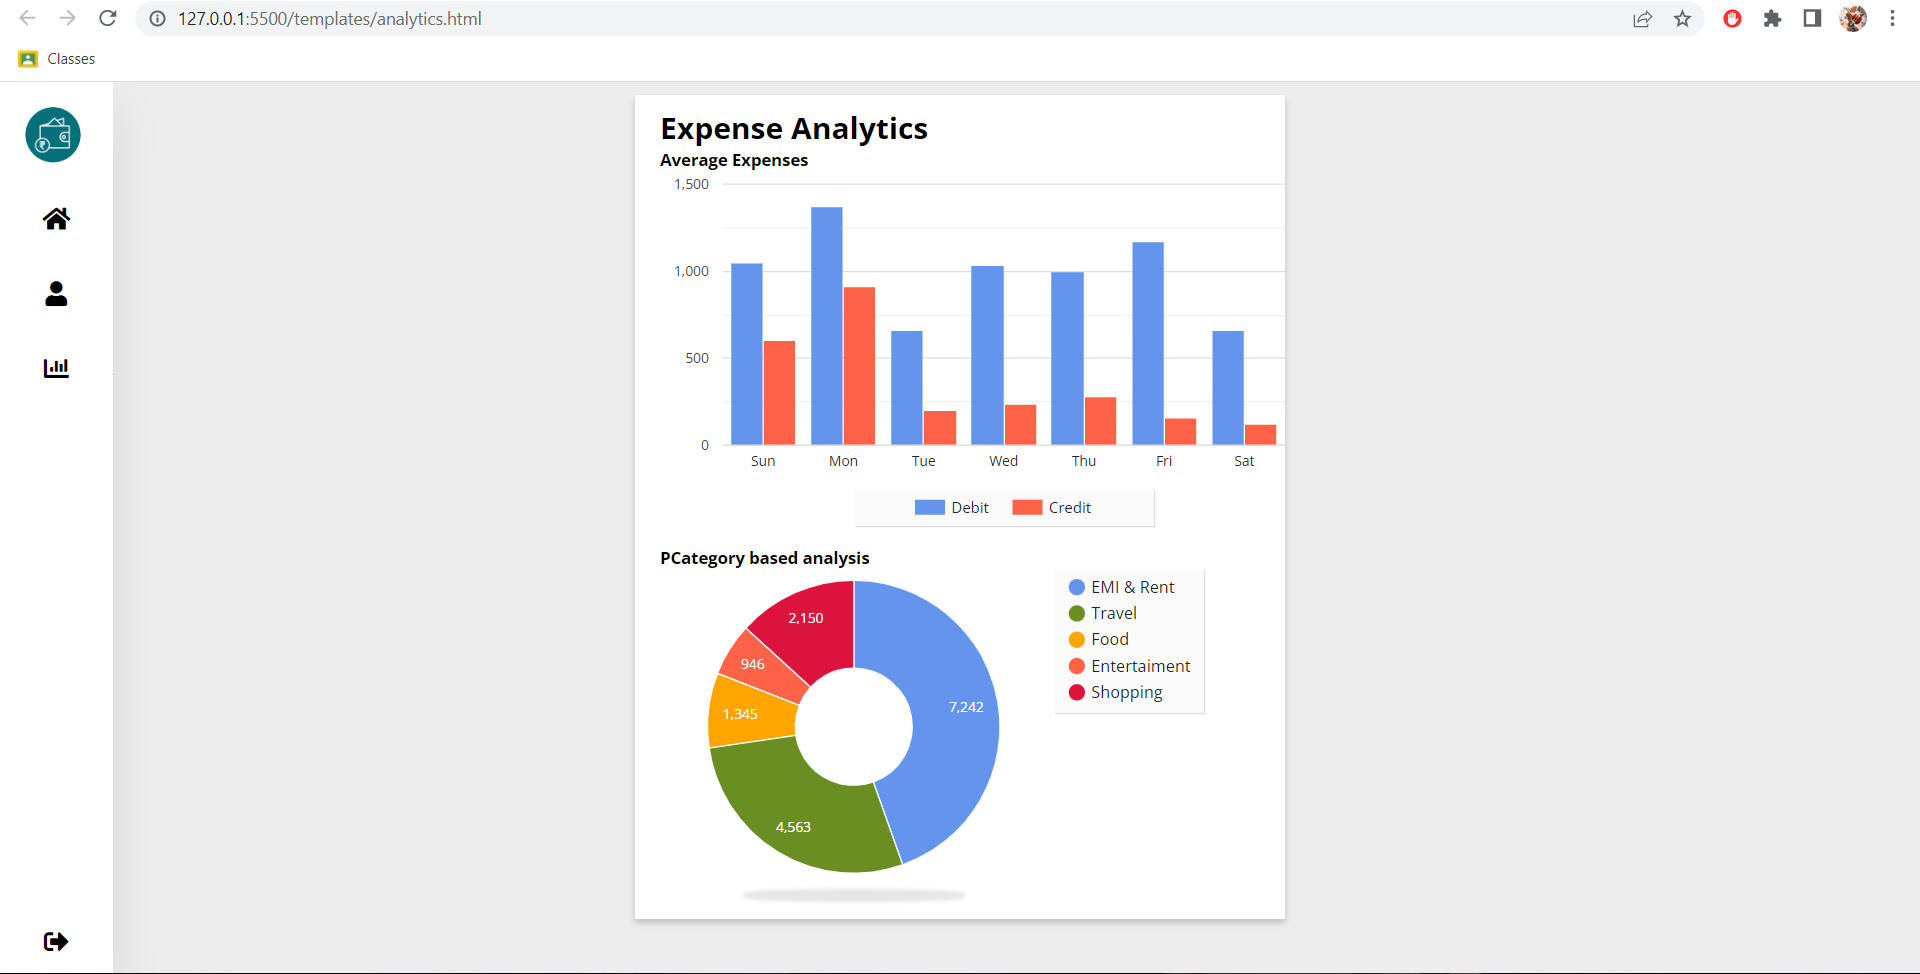 127.0.0.1:5500/templates/analytics.html
Classes
₹
Expense Analytics
Average Expenses
1,500
1,000
500
0
Sun Mon Tue Wed Thu Fri Sat
Debit Credit
PCategory based analysis
EMI & Rent
Travel
Food
Entertaiment
Shopping
2,150
946
7,242
1,345
4,563